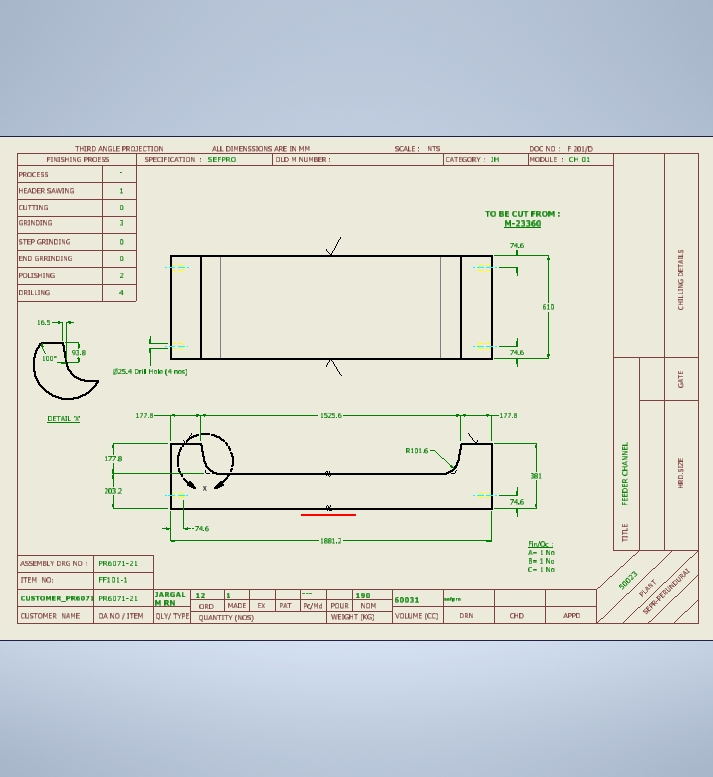 THIRD ANGLE PROJECTION ALL DIMENSSIONS ARE IN MM SCALE : NTS DOC NO : F 201/D
FINISHING PROESS SPECIFICATION : SEFPRO OLD M NUMBER : CATEGORY : IH MODULE : CH 01
PROCESS -
HEADER SAWING 1
CUTTING 0
GRINDING 3
STEP GRINDING 0
END GRRINDING 0
POLISHING 2
DRILLING 4
TO BE CUT FROM :
M-23360
74.6
610
74.6
Ø25.4 Drill Hole (4 nos)
16.5
93.8
100°
DETAIL 'X'
177.8 1525.6 177.8
R101.6
177.8
203.2
X
381
74.6
74.6
1881.2
Fin/Oc :
A= 1 No
B= 1 No
C= 1 No
CHILLING DETAILS
GATE
HRD.SIZE
TITLE FEEDER CHANNEL
ASSEMBLY DRG NO : PR6071-21
ITEM NO: FF101-1
CUSTOMER_PR6071 PR6071-21 JARGAL
M RN
12 1 --- 190 60031 sefpro
ORD MADE EX PAT Pc/Md POUR NOM
CUSTOMER NAME OA NO / ITEM QLY/ TYPE QUANTITY (NOS) WEIGHT (KG) VOLUME (CC) DRN CHD APPD
50023
PLANT
SEPR-PERUNDURAI